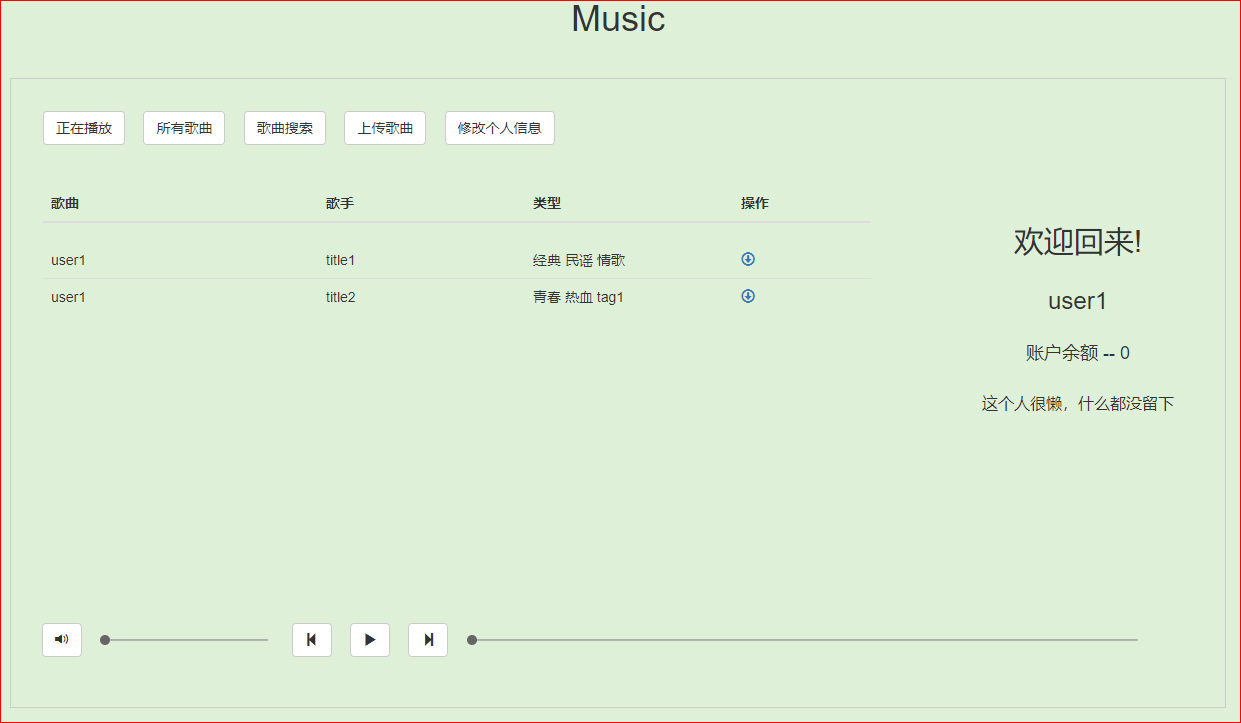 Music
正在播放 所有歌曲 歌曲搜索 上传歌曲 修改个人信息
歌曲 歌手 类型 操作
user1 title1 经典 民谣 情歌
user1 title2 青春 热血 tag1
欢迎回来!
user1
账户余额 -- 0
这个人很懒，什么都没留下